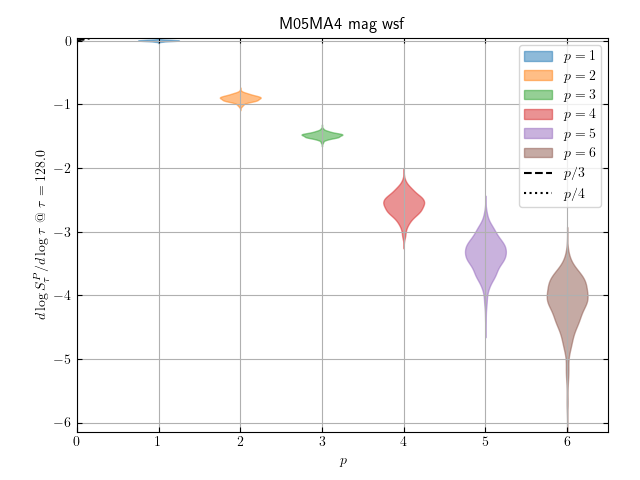 M05MA4 mag wsf
d log S_τ^P / d log τ @ τ = 128.0
0
−1
−2
−3
−4
−5
−6
0 1 2 3 4 5 6
p
p = 1
p = 2
p = 3
p = 4
p = 5
p = 6
p/3
p/4